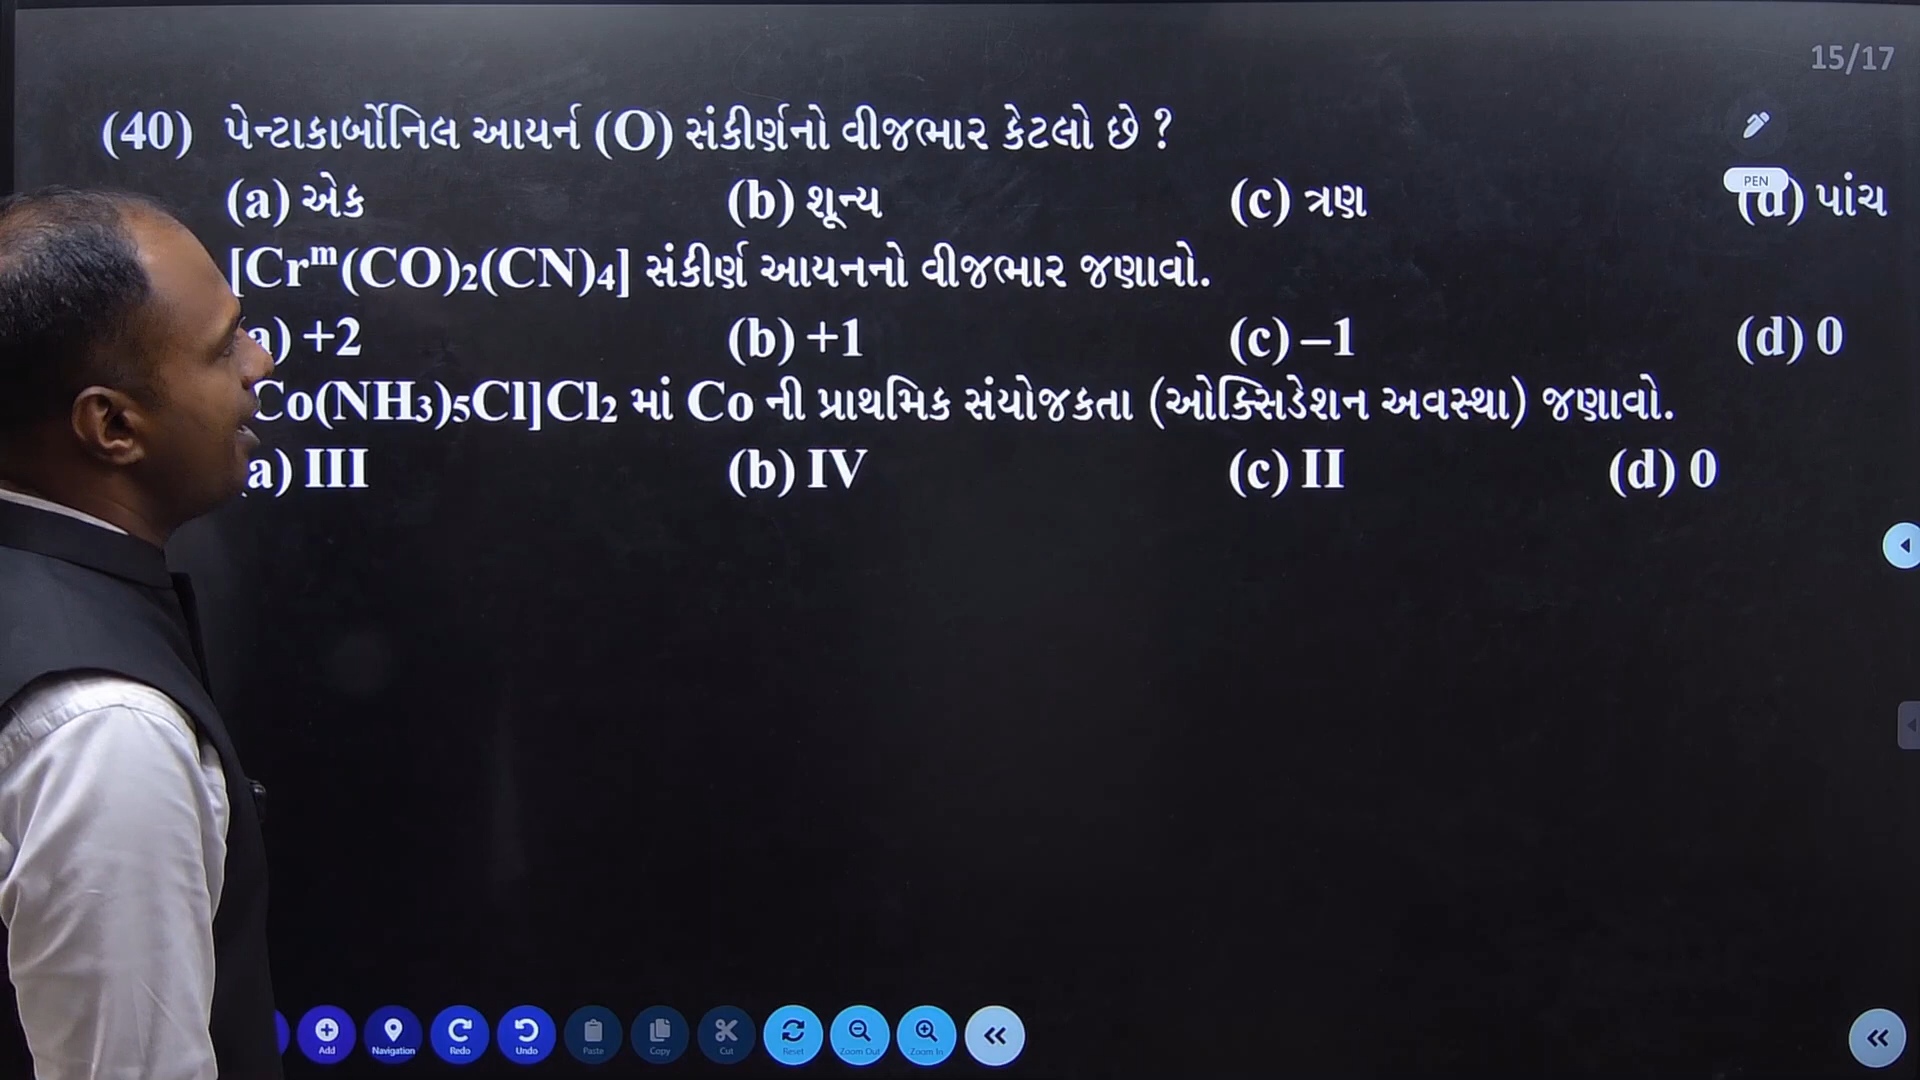 15/17
(40) પેન્ટાકાર્બોનિલ આયર્ન (O) સંકીર્ણનો વીજભાર કેટલો છે ?
PEN
(a) એક (b) શૂન્ય (c) ત્રણ (d) પાંચ
[Crᵐ(CO)₂(CN)₄] સંકીર્ણ આયનનો વીજભાર જણાવો.
a) +2 (b) +1 (c) –1 (d) 0
Co(NH₃)₅Cl]Cl₂ માં Co ની પ્રાથમિક સંયોજકતા (ઓક્સિડેશન અવસ્થા) જણાવો.
a) III (b) IV (c) II (d) 0
Add Navigation Redo Undo Paste Copy Cut Reset Zoom Out Zoom In